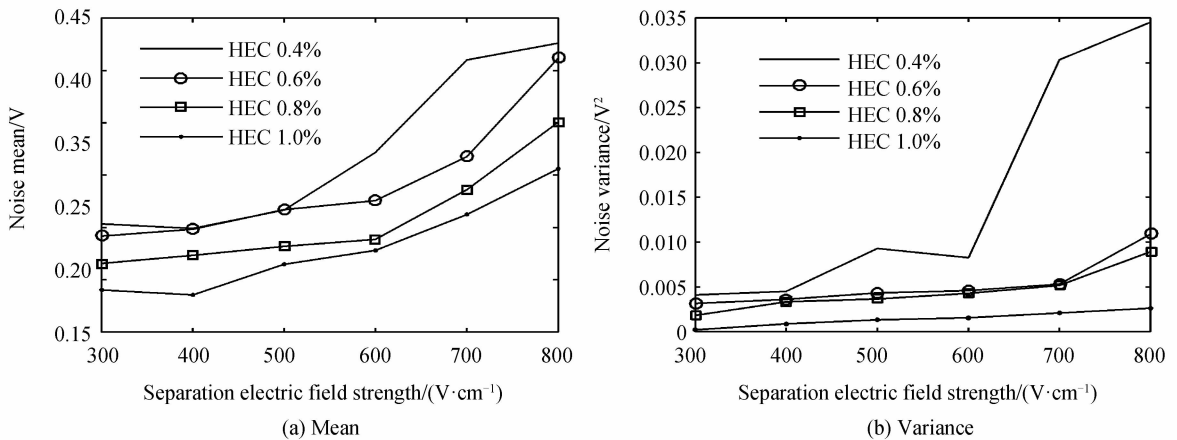 0.45
0.40
0.35
0.25
0.20
0.15
Noise mean/V
HEC 0.4%
HEC 0.6%
HEC 0.8%
HEC 1.0%
300 400 500 600 700 800
Separation electric field strength/(V·cm⁻¹)
(a) Mean
0.035
0.030
0.025
0.020
0.015
0.010
0.005
0
Noise variance/V²
HEC 0.4%
HEC 0.6%
HEC 0.8%
HEC 1.0%
300 400 500 600 700 800
Separation electric field strength/(V·cm⁻¹)
(b) Variance